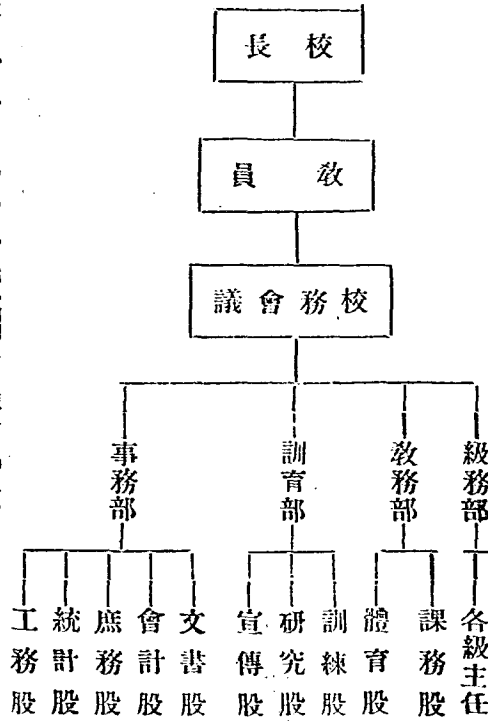 校長
教員
校務會議
級務部
教務部
訓育部
事務部
各級主任
課務股
體育股
訓練股
研究股
宣傳股
文書股
會計股
庶務股
統計股
工務股